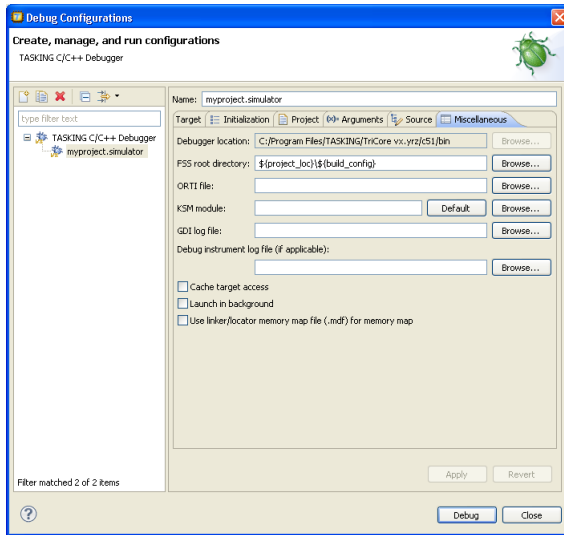 Debug Configurations
Create, manage, and run configurations
TASKING C/C++ Debugger
type filter text
TASKING C/C++ Debugger
myproject.simulator
Filter matched 2 of 2 items
Name: myproject.simulator
Target Initialization Project (x)= Arguments Source Miscellaneous
Debugger location: C:/Program Files/TASKING/TriCore vx.yrz/c51/bin Browse...
FSS root directory: ${project_loc}\${build_config} Browse...
ORTI file: Browse...
KSM module: Default Browse...
GDI log file: Browse...
Debug instrument log file (if applicable):
Browse...
Cache target access
Launch in background
Use linker/locator memory map file (.mdf) for memory map
Apply Revert
? Debug Close